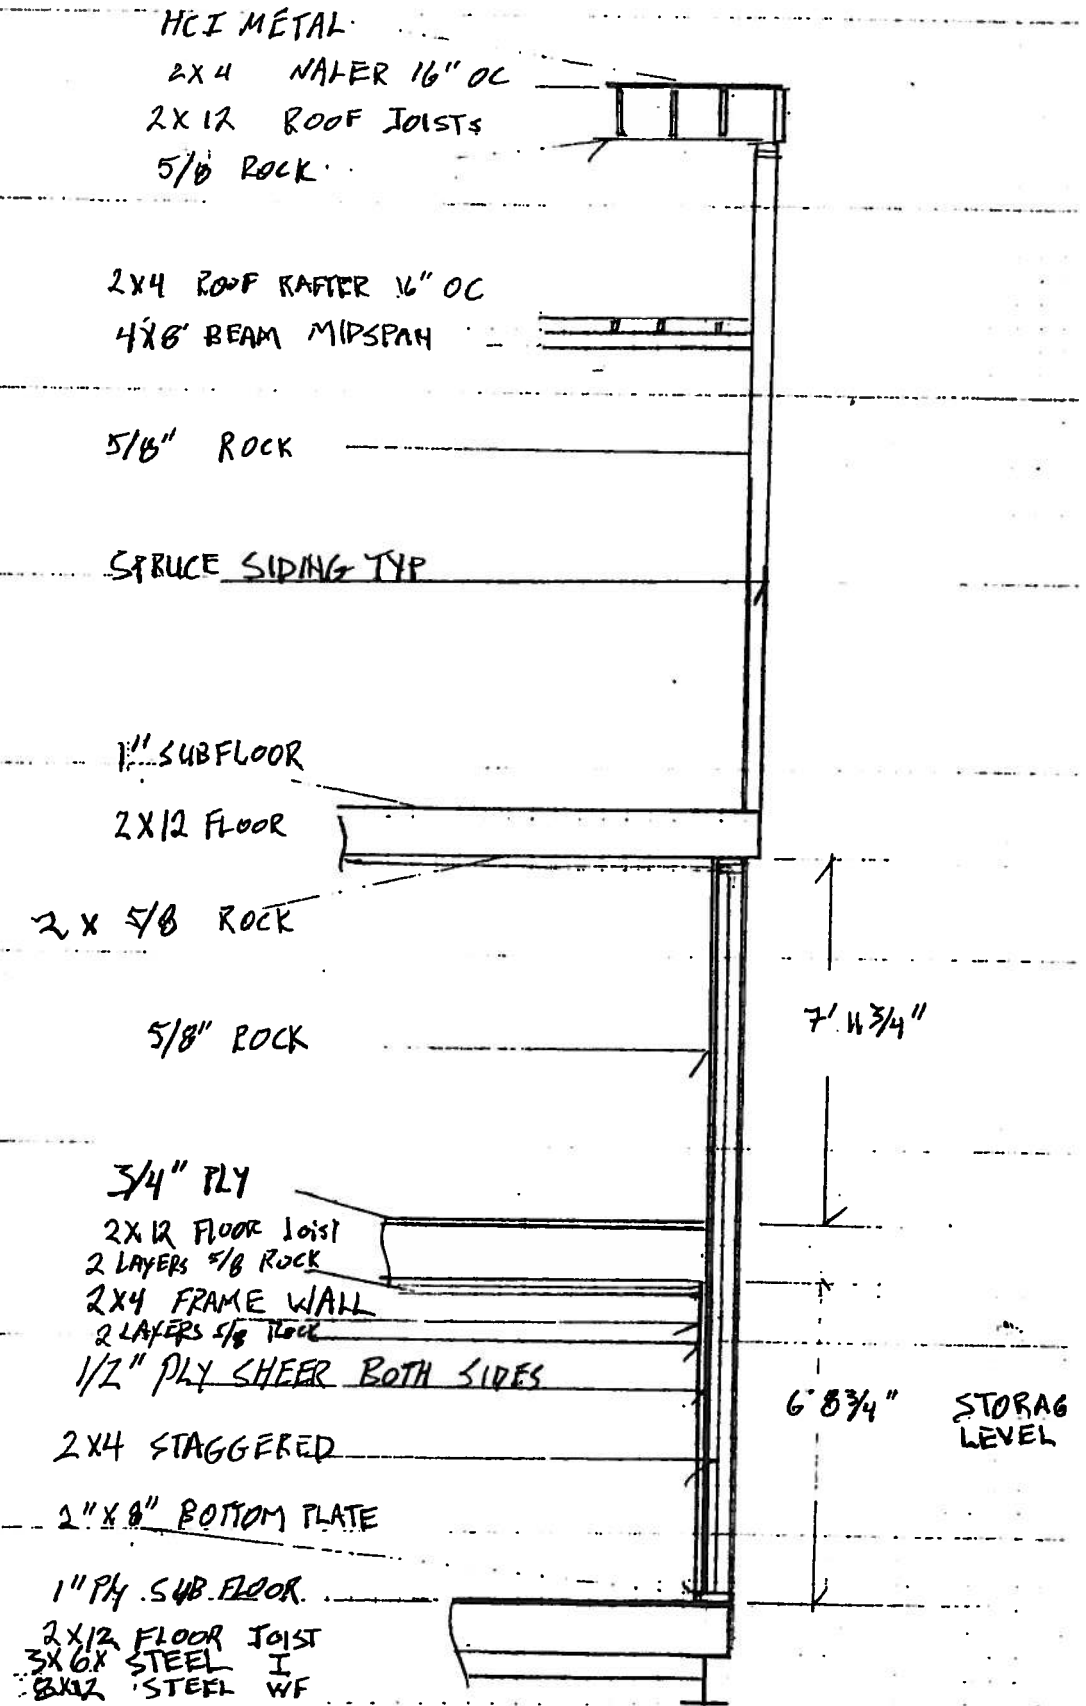 HCI METAL
2X4 NALER 16" OC
2X12 ROOF JOISTS
5/8 ROCK
2X4 ROOF RAFTER 16" OC
4X8 BEAM MIDSPAN
5/8" ROCK
SPRUCE SIDING TYP
1" SUBFLOOR
2X12 FLOOR
2 X 5/8 ROCK
5/8" ROCK
7' 11 3/4"
3/4" PLY
2X12 FLOOR JOIST
2 LAYERS 5/8 ROCK
2X4 FRAME WALL
2 LAYERS 5/8 ROCK
1/2" PLY SHEER BOTH SIDES
6' 8 3/4" STORAG
LEVEL
2X4 STAGGERED
2" X 8" BOTTOM PLATE
1" PLY SUB FLOOR
2X12 FLOOR JOIST
3X6X STEEL I
8X12 STEEL WF